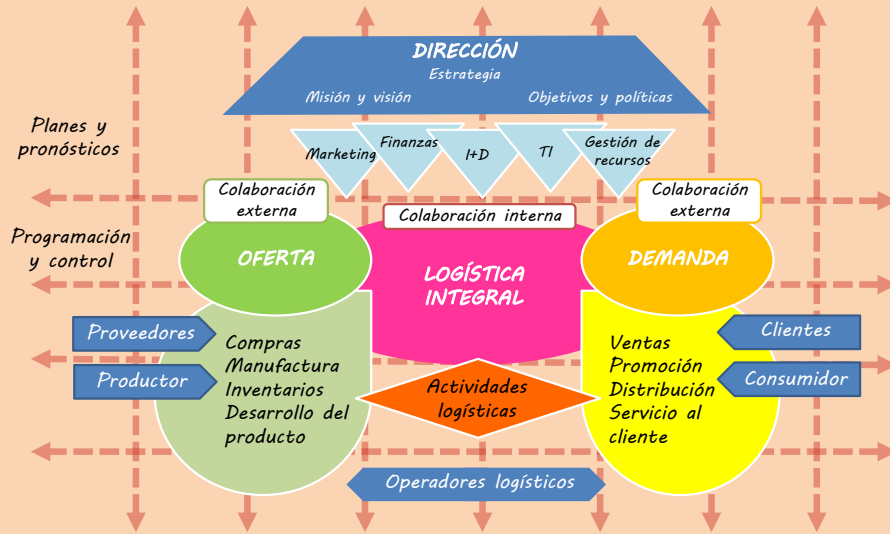 DIRECCIÓN
Estrategia
Misión y visión
Objetivos y políticas
Planes y
pronósticos
Marketing
Finanzas
I+D
TI
Gestión de
recursos
Colaboración
externa
Colaboración interna
Colaboración
externa
Programación
y control
OFERTA
LOGÍSTICA
INTEGRAL
DEMANDA
Proveedores
Productor
Compras
Manufactura
Inventarios
Desarrollo del
producto
Actividades
logísticas
Ventas
Promoción
Distribución
Servicio al
cliente
Clientes
Consumidor
Operadores logísticos